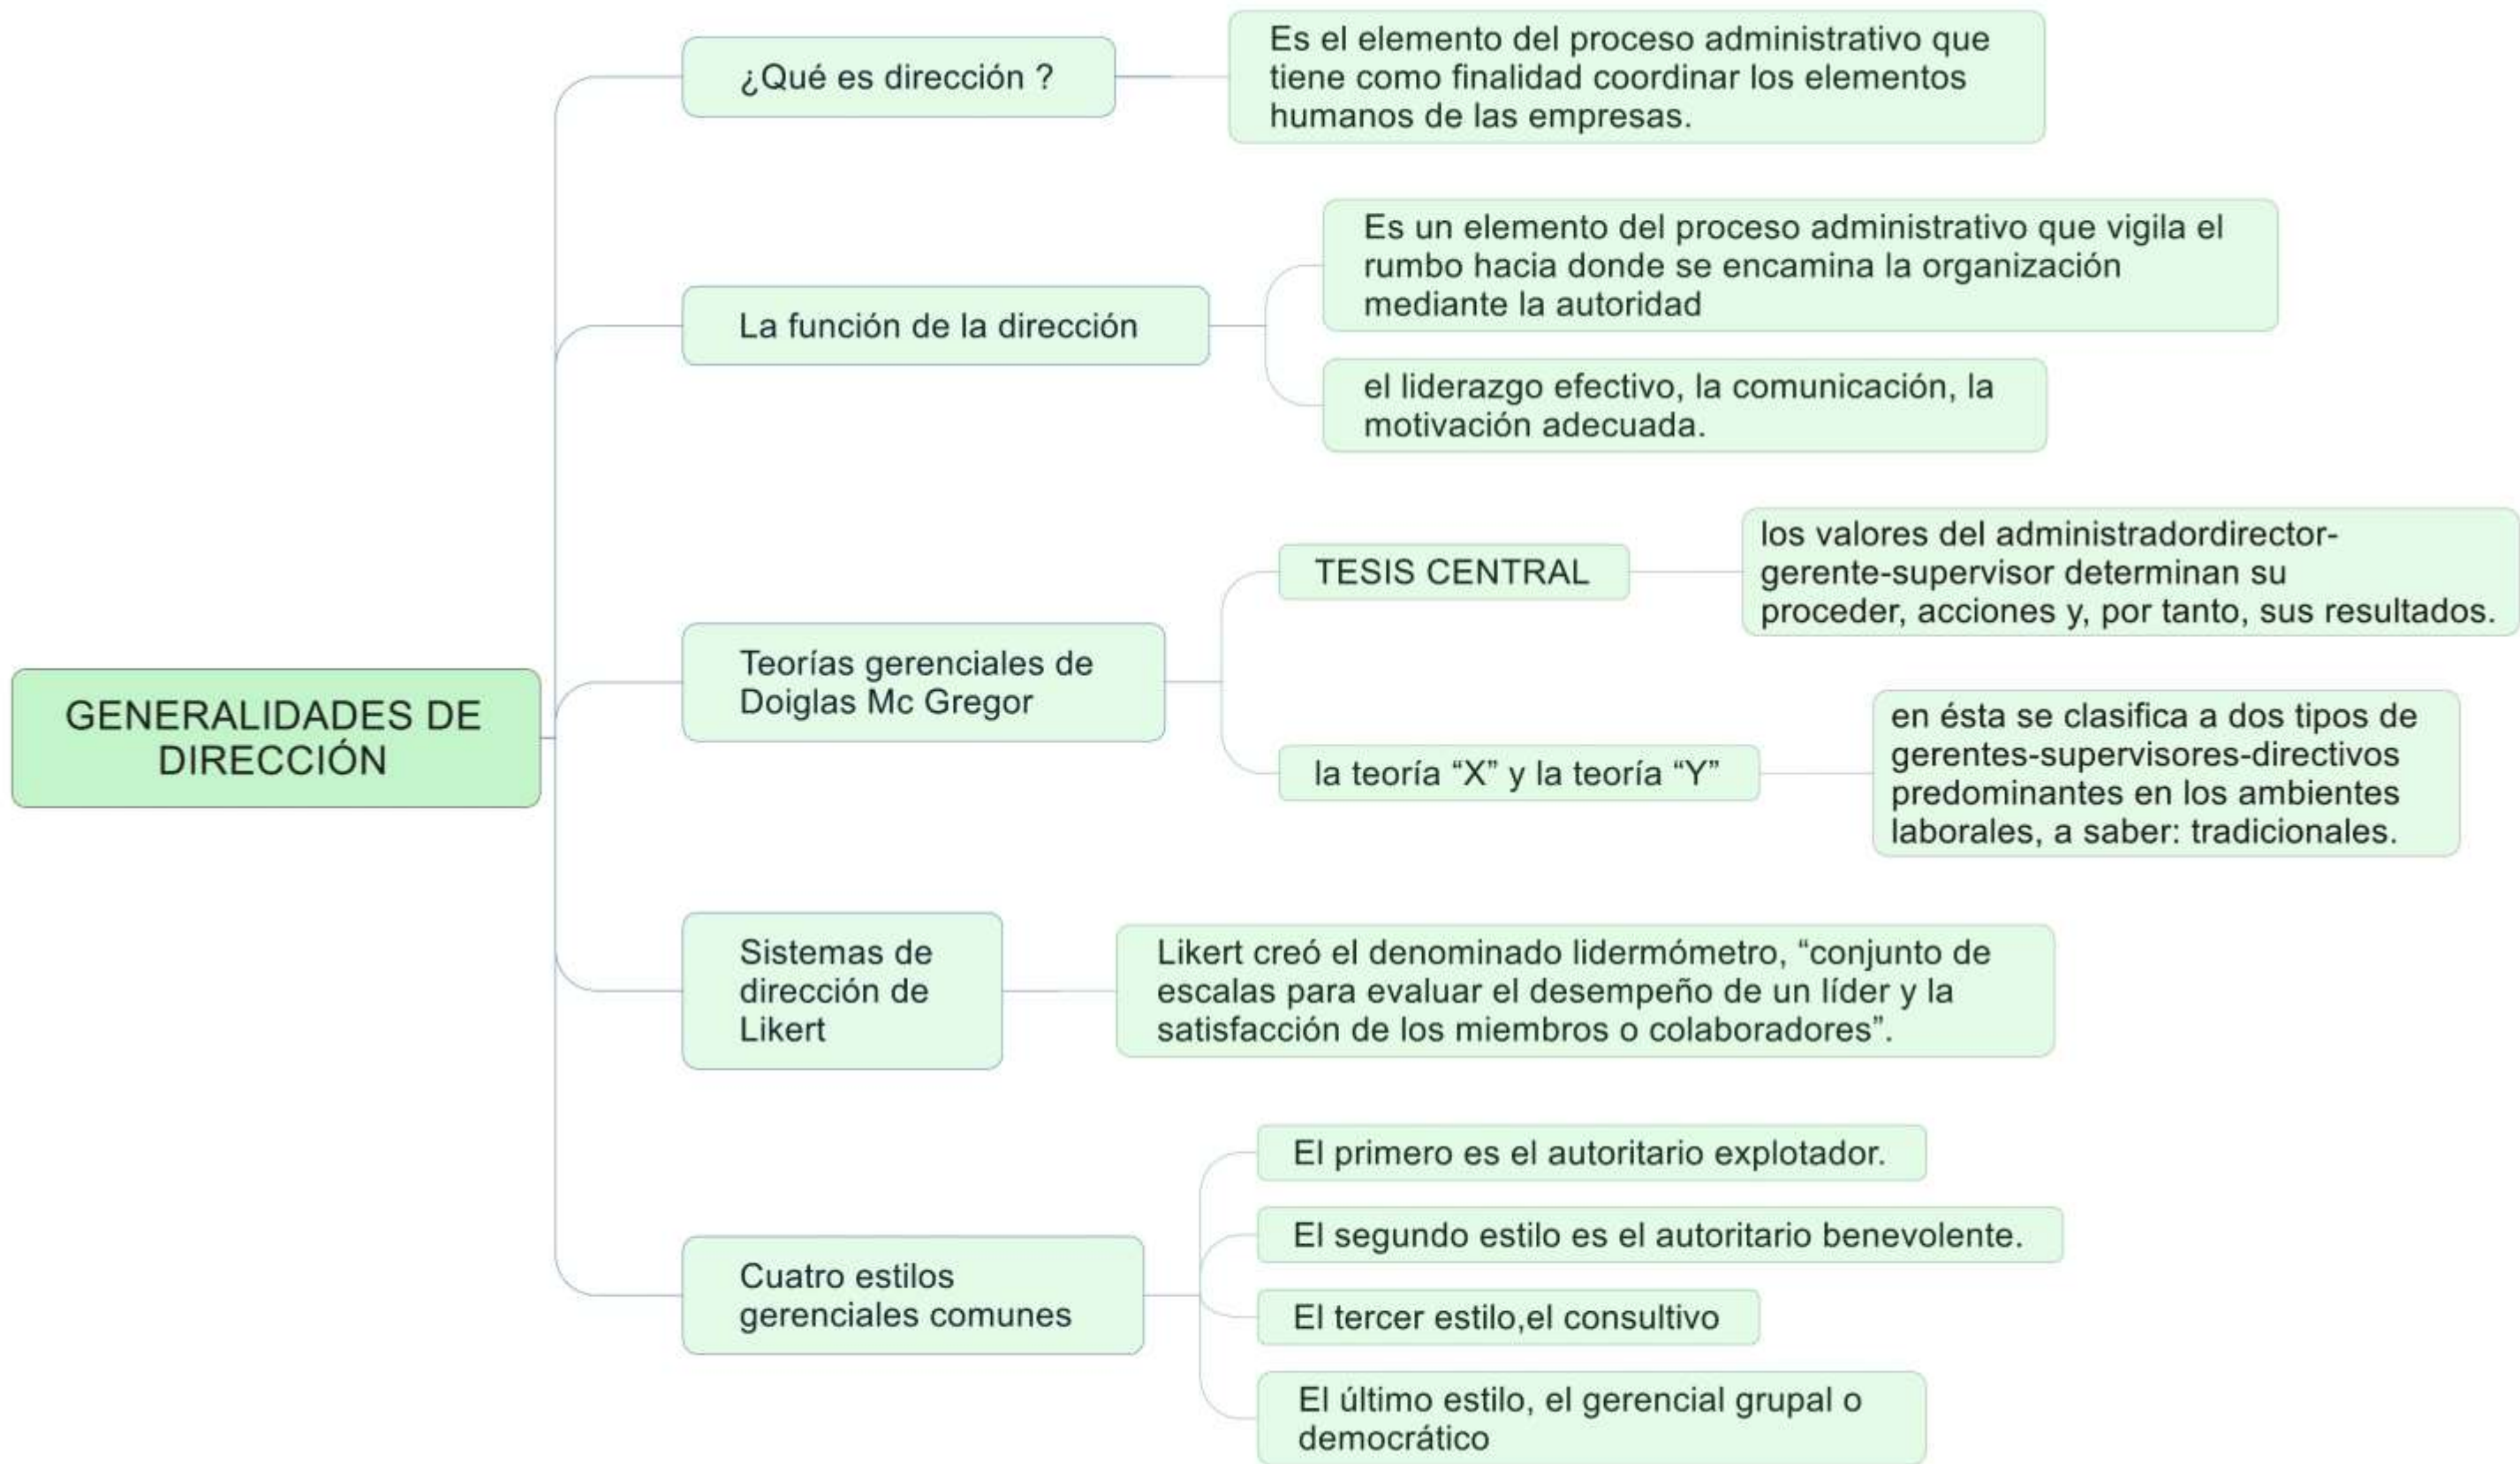 GENERALIDADES DE
DIRECCIÓN
¿Qué es dirección ?
Es el elemento del proceso administrativo que
tiene como finalidad coordinar los elementos
humanos de las empresas.
La función de la dirección
Es un elemento del proceso administrativo que vigila el
rumbo hacia donde se encamina la organización
mediante la autoridad
el liderazgo efectivo, la comunicación, la
motivación adecuada.
Teorías gerenciales de
Doiglas Mc Gregor
TESIS CENTRAL
los valores del administradordirector-
gerente-supervisor determinan su
proceder, acciones y, por tanto, sus resultados.
la teoría “X” y la teoría “Y”
en ésta se clasifica a dos tipos de
gerentes-supervisores-directivos
predominantes en los ambientes
laborales, a saber: tradicionales.
Sistemas de
dirección de
Likert
Likert creó el denominado lidermómetro, “conjunto de
escalas para evaluar el desempeño de un líder y la
satisfacción de los miembros o colaboradores”.
Cuatro estilos
gerenciales comunes
El primero es el autoritario explotador.
El segundo estilo es el autoritario benevolente.
El tercer estilo,el consultivo
El último estilo, el gerencial grupal o
democrático